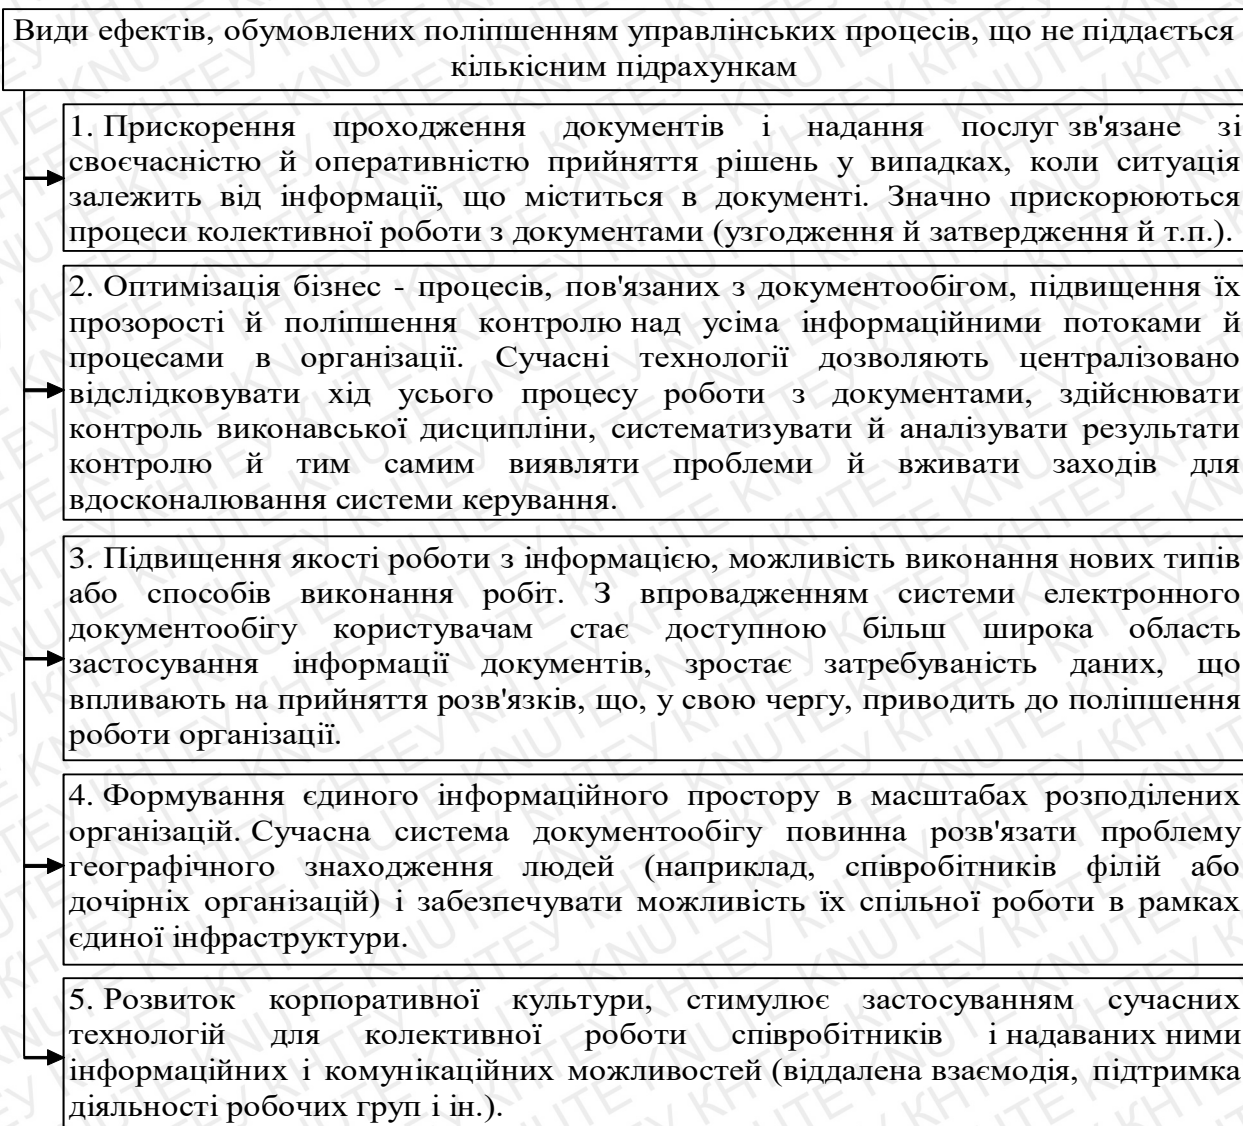 Види ефектів, обумовлених поліпшенням управлінських процесів, що не піддається
кількісним підрахункам
1. Прискорення проходження документів і надання послуг зв'язане зі
своєчасністю й оперативністю прийняття рішень у випадках, коли ситуація
залежить від інформації, що міститься в документі. Значно прискорюються
процеси колективної роботи з документами (узгодження й затвердження й т.п.).
2. Оптимізація бізнес - процесів, пов'язаних з документообігом, підвищення їх
прозорості й поліпшення контролю над усіма інформаційними потоками й
процесами в організації. Сучасні технології дозволяють централізовано
відслідковувати хід усього процесу роботи з документами, здійснювати
контроль виконавської дисципліни, систематизувати й аналізувати результати
контролю й тим самим виявляти проблеми й вживати заходів для
вдосконалювання системи керування.
3. Підвищення якості роботи з інформацією, можливість виконання нових типів
або способів виконання робіт. З впровадженням системи електронного
документообігу користувачам стає доступною більш широка область
застосування інформації документів, зростає затребуваність даних, що
впливають на прийняття розв'язків, що, у свою чергу, приводить до поліпшення
роботи організації.
4. Формування єдиного інформаційного простору в масштабах розподілених
організацій. Сучасна система документообігу повинна розв'язати проблему
географічного знаходження людей (наприклад, співробітників філій або
дочірніх організацій) і забезпечувати можливість їх спільної роботи в рамках
єдиної інфраструктури.
5. Розвиток корпоративної культури, стимулює застосуванням сучасних
технологій для колективної роботи співробітників і надаваних ними
інформаційних і комунікаційних можливостей (віддалена взаємодія, підтримка
діяльності робочих груп і ін.).